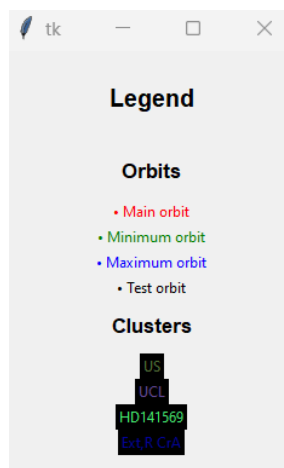 tk
Legend
Orbits
• Main orbit
• Minimum orbit
• Maximum orbit
• Test orbit
Clusters
US
UCL
HD141569
Ext.R CrA